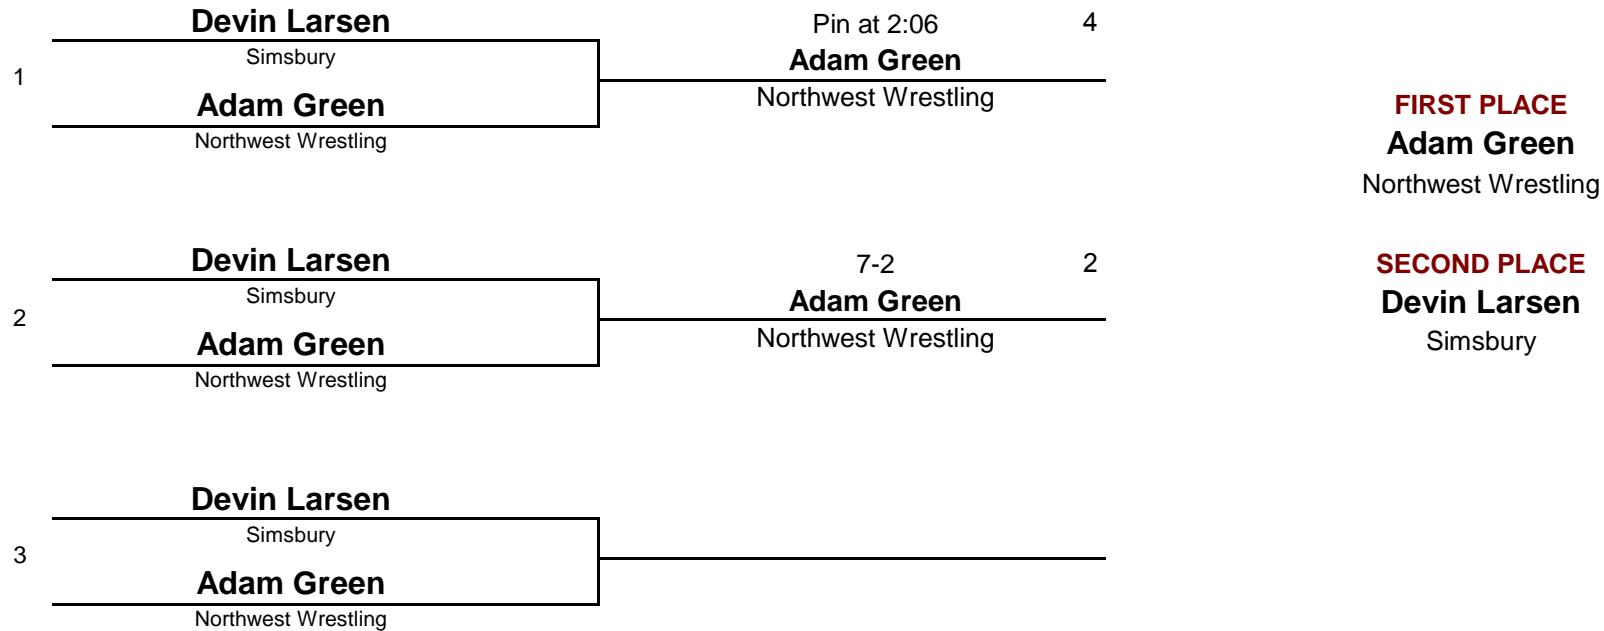 Devin Larsen
Simsbury
1
Adam Green
Northwest Wrestling
Pin at 2:06
4
Adam Green
Northwest Wrestling
FIRST PLACE
Adam Green
Northwest Wrestling
Devin Larsen
Simsbury
2
Adam Green
Northwest Wrestling
7-2
2
Adam Green
Northwest Wrestling
SECOND PLACE
Devin Larsen
Simsbury
Devin Larsen
Simsbury
3
Adam Green
Northwest Wrestling